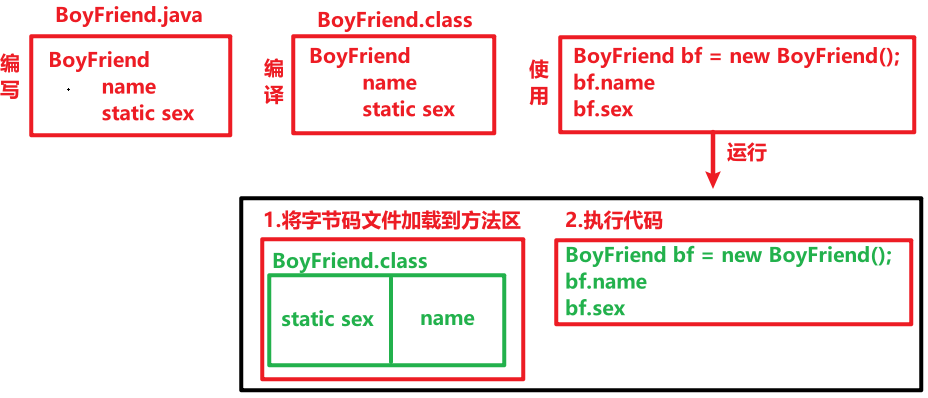 BoyFriend.java
编写
BoyFriend
name
static sex
BoyFriend.class
编译
BoyFriend
name
static sex
使用
BoyFriend bf = new BoyFriend();
bf.name
bf.sex
运行
1.将字节码文件加载到方法区
BoyFriend.class
static sex
name
2.执行代码
BoyFriend bf = new BoyFriend();
bf.name
bf.sex